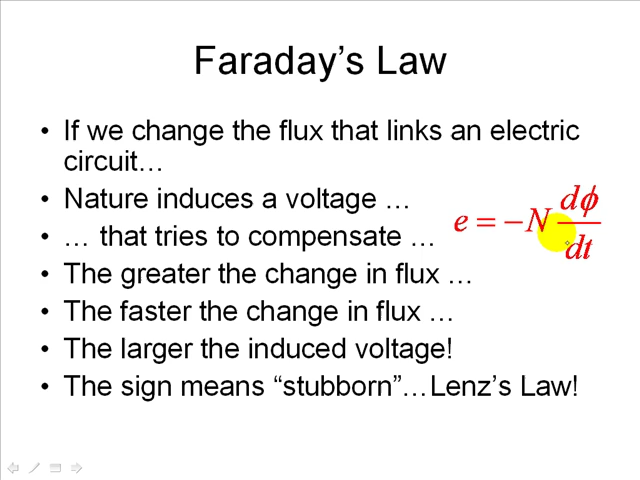 Faraday’s Law
• If we change the flux that links an electric
circuit…
• Nature induces a voltage …
• … that tries to compensate …
e = −N dϕ/dt
• The greater the change in flux …
• The faster the change in flux …
• The larger the induced voltage!
• The sign means “stubborn”…Lenz’s Law!